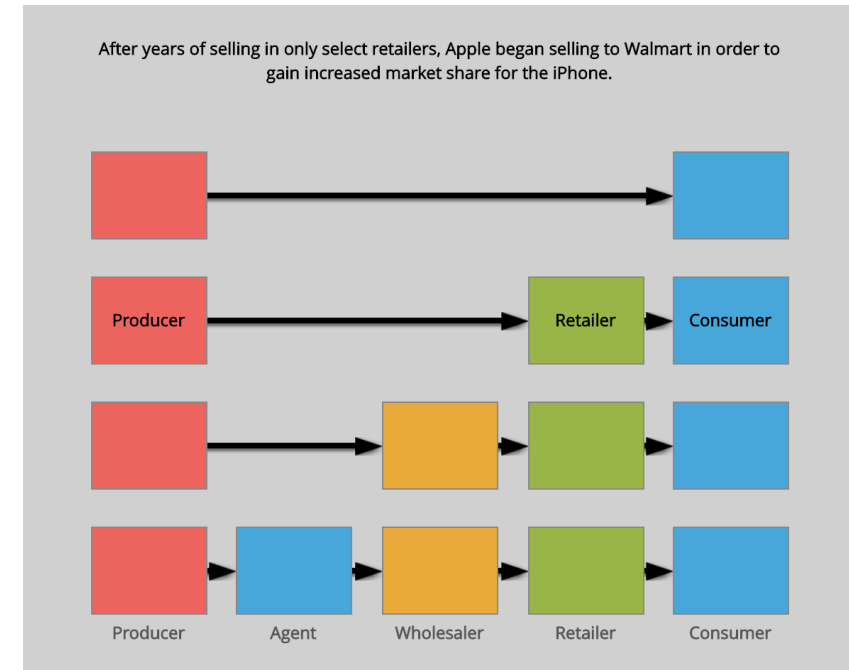 After years of selling in only select retailers, Apple began selling to Walmart in order to
gain increased market share for the iPhone.
Producer Retailer Consumer
Producer Agent Wholesaler Retailer Consumer